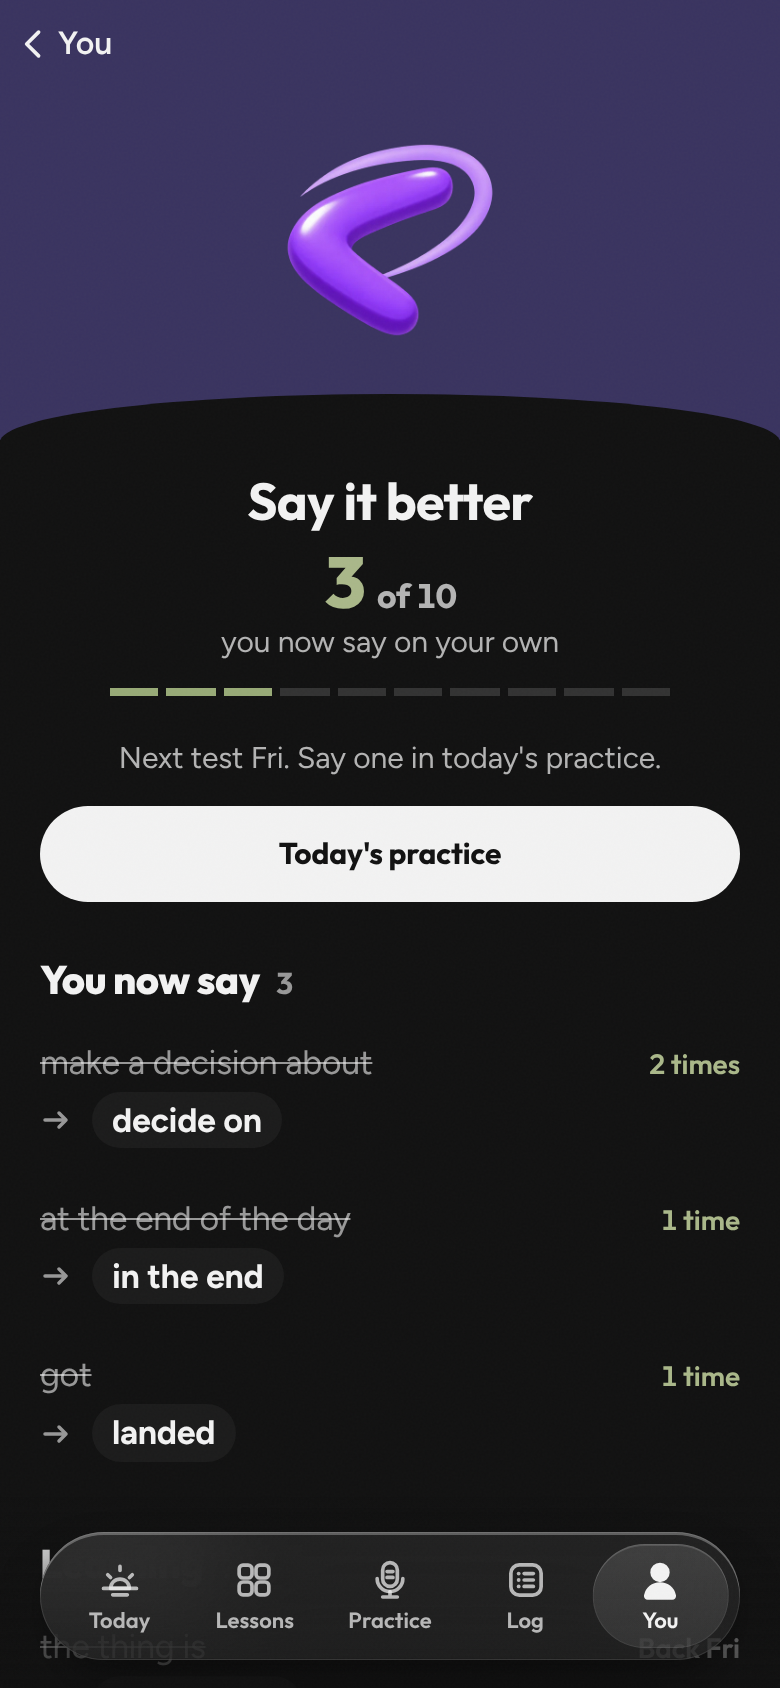 You
Say it better
3 of 10
you now say on your own
Next test Fri. Say one in today's practice.
Today's practice
You now say 3
make a decision about 2 times
→ decide on
at the end of the day 1 time
→ in the end
got 1 time
→ landed
Today Lessons Practice Log You
the thing is Back Fri